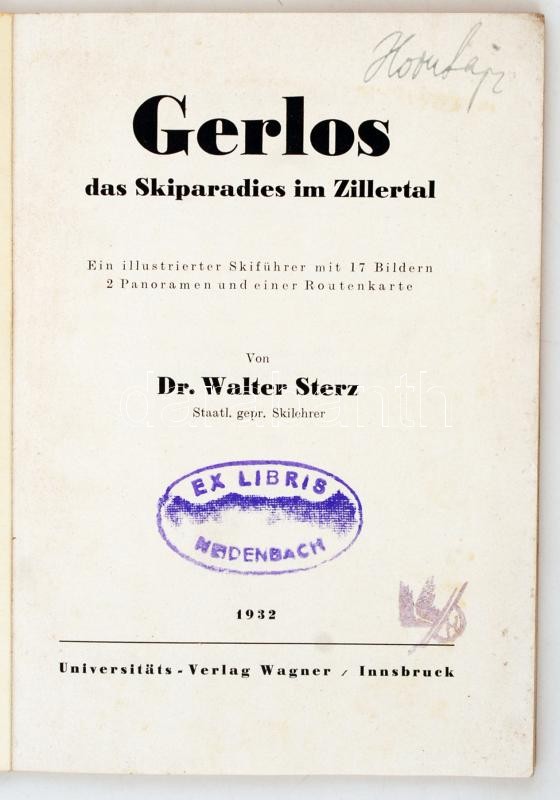 Gerlos
das Skiparadies im Zillertal
Ein illustrierter Skiführer mit 17 Bildern
2 Panoramen und einer Routenkarte
Von
Dr. Walter Sterz
Staatl. gepr. Skilehrer
EX LIBRIS
1932
Universitäts-Verlag Wagner / Innsbruck